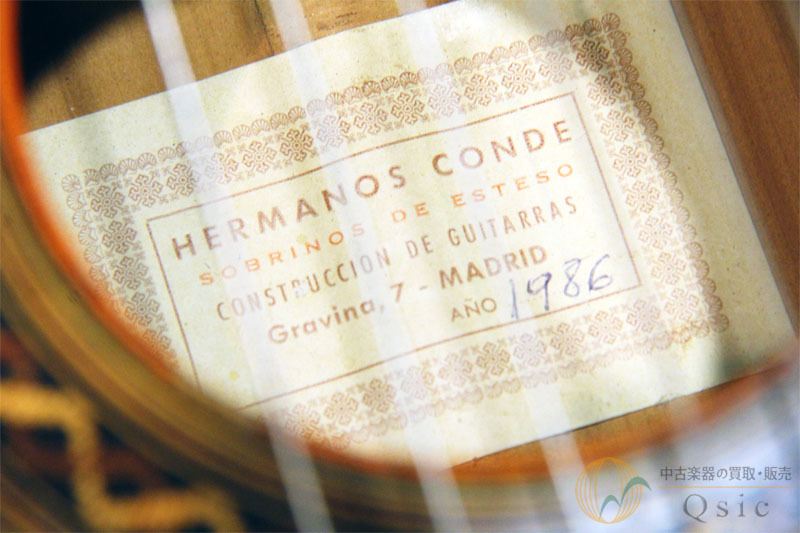 HERMANOS CONDE
SOBRINOS DE ESTESO
CONSTRUCCION DE GUITARRAS
Gravina, 7 - MADRID
AÑO 1986
中古楽器の買取・販売
Qsic